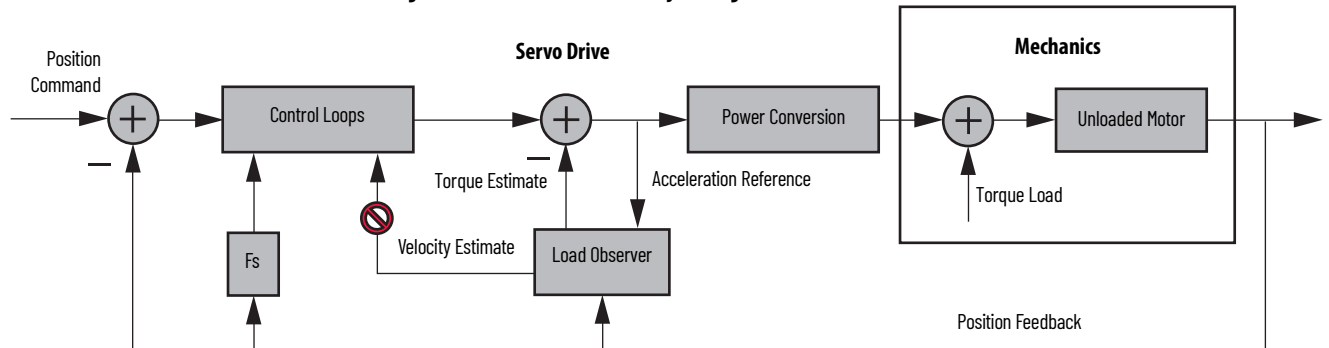 Servo Drive
Mechanics
Position
Command
Control Loops
Power Conversion
Unloaded Motor
Torque Estimate
Acceleration Reference
Torque Load
Velocity Estimate
Load Observer
Fs
Position Feedback